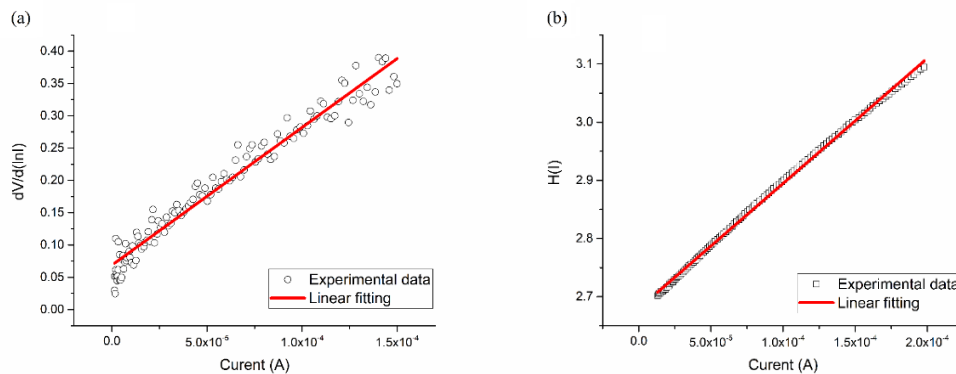 (a)
dV/d(lnI)
0.40
0.35
0.30
0.25
0.20
0.15
0.10
0.05
0.00
0.0
5.0x10⁻⁵
1.0x10⁻⁴
1.5x10⁻⁴
Curent (A)
Experimental data
Linear fitting
(b)
H(I)
3.1
3.0
2.9
2.8
2.7
0.0
5.0x10⁻⁵
1.0x10⁻⁴
1.5x10⁻⁴
2.0x10⁻⁴
Curent (A)
Experimental data
Linear fitting